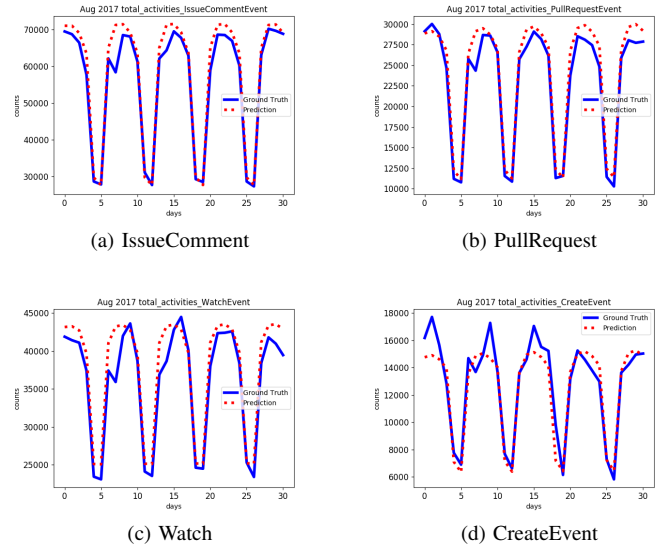 Aug 2017 total_activities_IssueCommentEvent
70000
60000
50000
40000
30000
counts
0 5 10 15 20 25 30
days
Ground Truth
Prediction
(a) IssueComment
Aug 2017 total_activities_PullRequestEvent
30000
27500
25000
22500
20000
17500
15000
12500
10000
counts
0 5 10 15 20 25 30
days
Ground Truth
Prediction
(b) PullRequest
Aug 2017 total_activities_WatchEvent
45000
40000
35000
30000
25000
counts
0 5 10 15 20 25 30
days
Ground Truth
Prediction
(c) Watch
Aug 2017 total_activities_CreateEvent
18000
16000
14000
12000
10000
8000
6000
counts
0 5 10 15 20 25 30
days
Ground Truth
Prediction
(d) CreateEvent